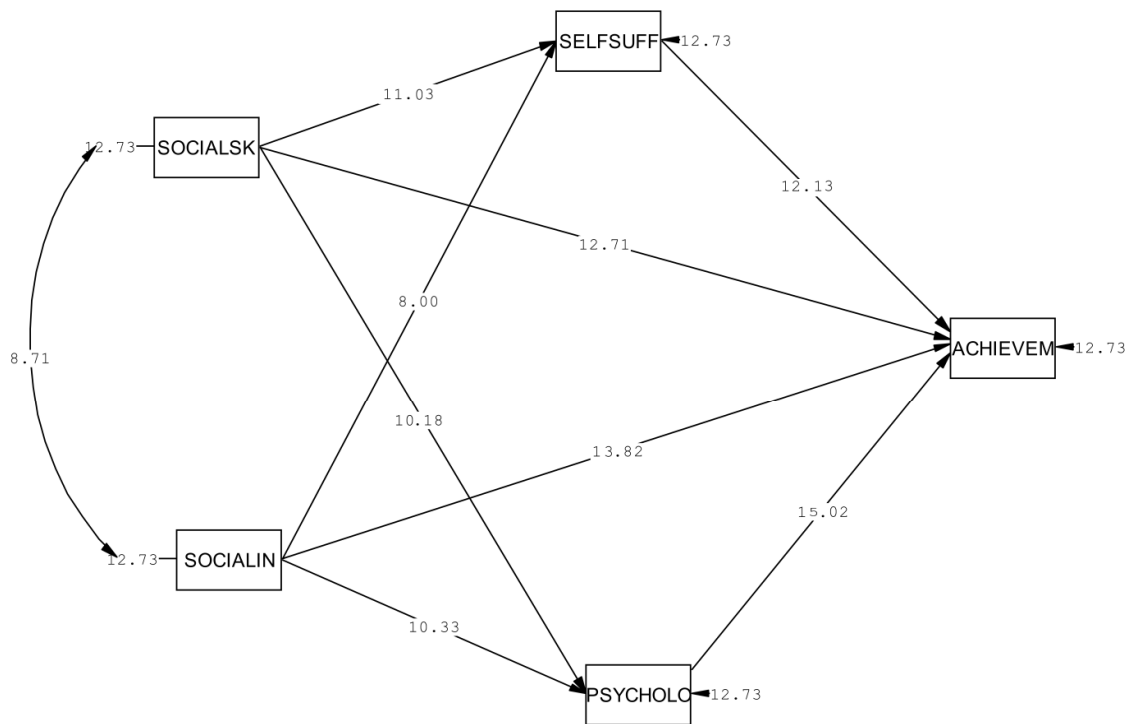 SELFSUFF
12.73
11.03
12.73
SOCIALSK
12.13
12.71
8.00
8.71
ACHIEVEM
12.73
10.18
13.82
15.02
12.73
SOCIALIN
10.33
PSYCHOLO
12.73